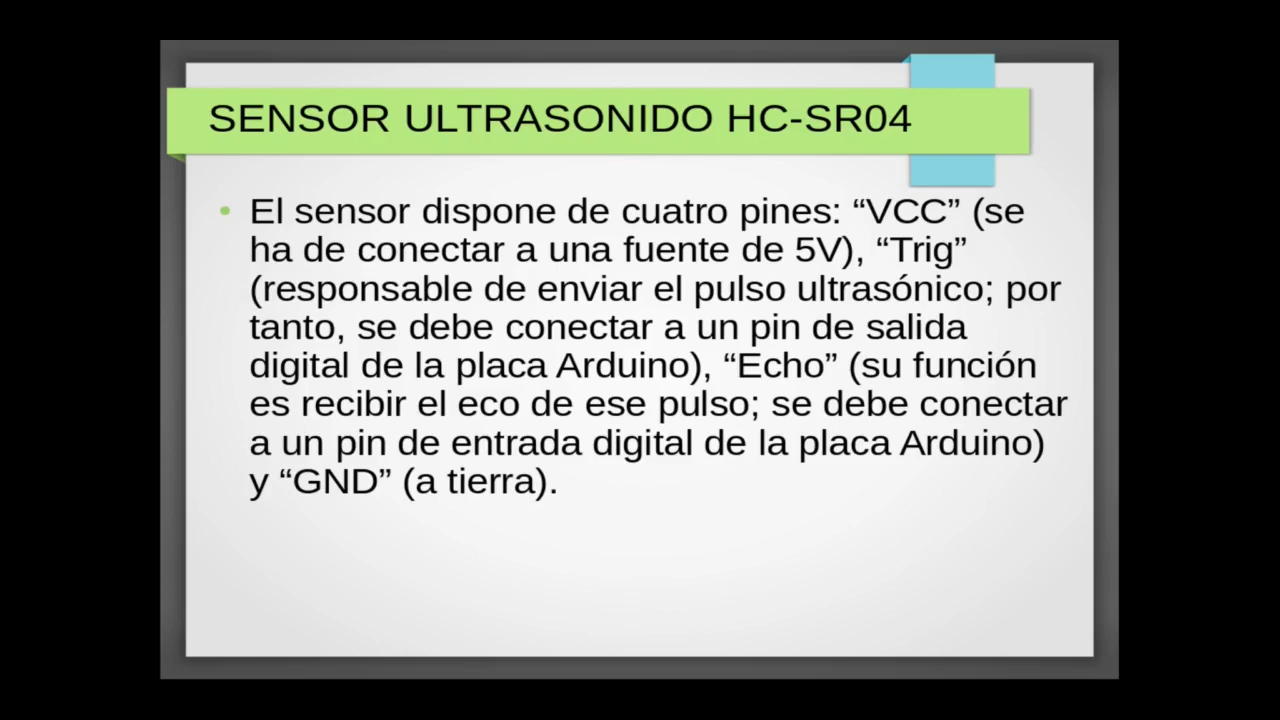 SENSOR ULTRASONIDO HC-SR04
• El sensor dispone de cuatro pines: “VCC” (se
ha de conectar a una fuente de 5V), “Trig”
(responsable de enviar el pulso ultrasónico; por
tanto, se debe conectar a un pin de salida
digital de la placa Arduino), “Echo” (su función
es recibir el eco de ese pulso; se debe conectar
a un pin de entrada digital de la placa Arduino)
y “GND” (a tierra).